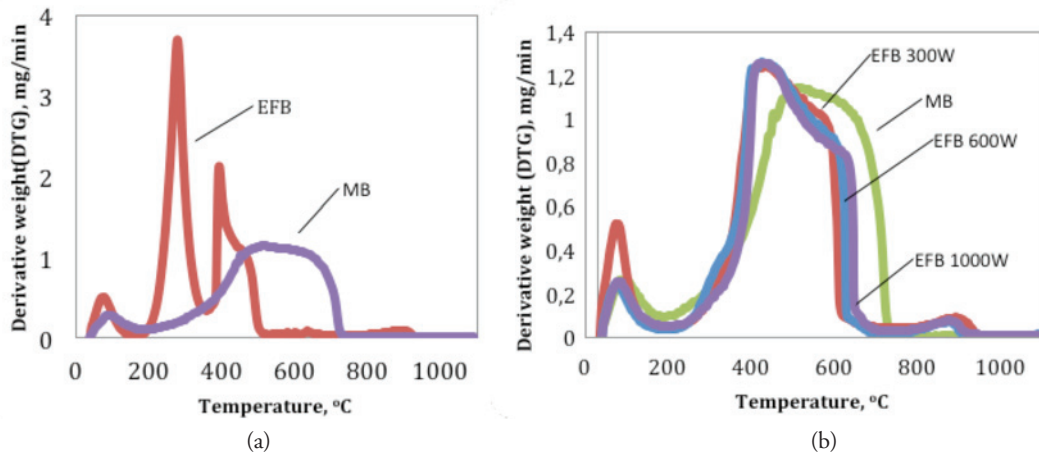 Derivative weight(DTG), mg/min
4
3
2
1
0
EFB
MB
0 200 400 600 800 1000
Temperature, °C
(a)
Derivative weight (DTG), mg/min
1,4
1,2
1
0,8
0,6
0,4
0,2
0
EFB 300W
MB
EFB 600W
EFB 1000W
0 200 400 600 800 1000
Temperature, °C
(b)